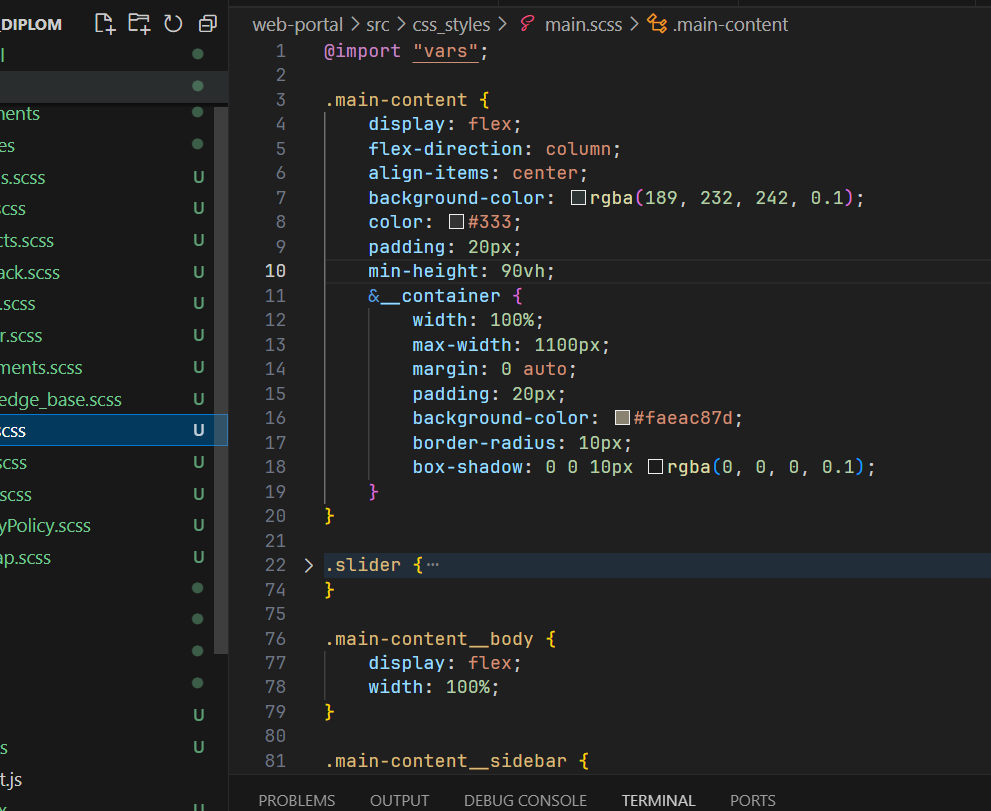 _DIPLOM
web-portal > src > css_styles > main.scss > .main-content
1 @import "vars";
2
3 .main-content {
4 display: flex;
5 flex-direction: column;
6 align-items: center;
7 background-color: rgba(189, 232, 242, 0.1);
8 color: #333;
9 padding: 20px;
10 min-height: 90vh;
11 &__container {
12 width: 100%;
13 max-width: 1100px;
14 margin: 0 auto;
15 padding: 20px;
16 background-color: #faeac87d;
17 border-radius: 10px;
18 box-shadow: 0 0 10px rgba(0, 0, 0, 0.1);
19 }
20 }
21
22 > .slider {⋯
74 }
75
76 .main-content__body {
77 display: flex;
78 width: 100%;
79 }
80
81 .main-content__sidebar {
l
nents
es
s.scss U
scss U
cts.scss U
ack.scss U
.scss U
r.scss U
ments.scss U
edge_base.scss U
scss U
scss U
.scss U
yPolicy.scss U
ap.scss U
U
s U
t.js
U
PROBLEMS OUTPUT DEBUG CONSOLE TERMINAL PORTS